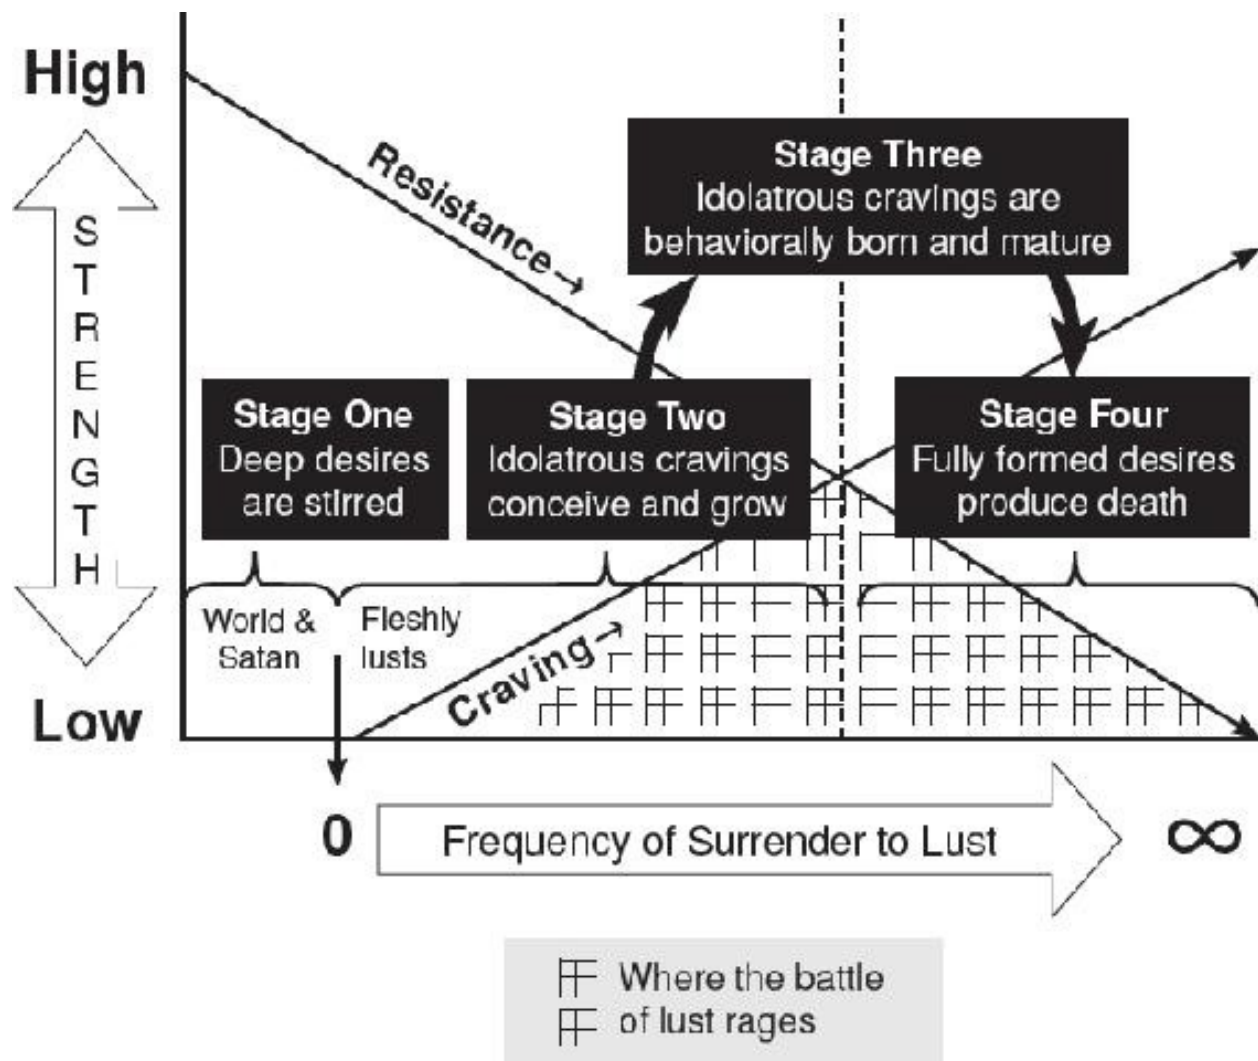 High
STRENGTH
Low
Resistance→
Stage Three
Idolatrous cravings are
behaviorally born and mature
Stage One
Deep desires
are stirred
Stage Two
Idolatrous cravings
conceive and grow
Stage Four
Fully formed desires
produce death
World &
Satan
Fleshly
lusts
Craving→
0
Frequency of Surrender to Lust
∞
Where the battle
of lust rages